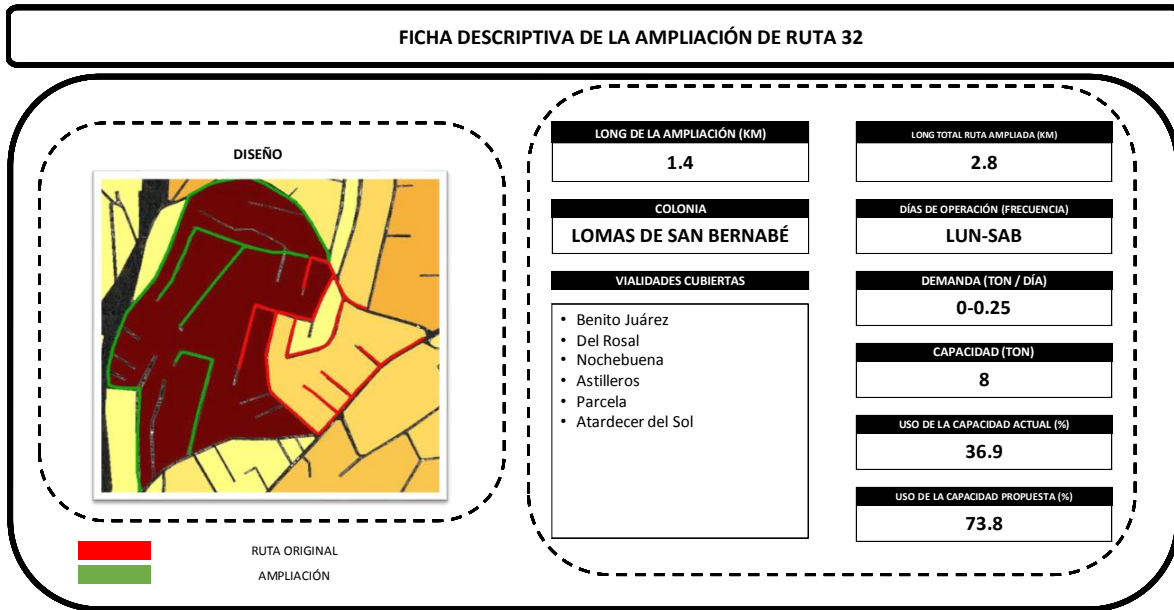 FICHA DESCRIPTIVA DE LA AMPLIACIÓN DE RUTA 32
DISEÑO
RUTA ORIGINAL
AMPLIACIÓN
LONG DE LA AMPLIACIÓN (KM)
1.4
COLONIA
LOMAS DE SAN BERNABÉ
VIALIDADES CUBIERTAS
• Benito Juárez
• Del Rosal
• Nochebuena
• Astilleros
• Parcela
• Atardecer del Sol
LONG TOTAL RUTA AMPLIADA (KM)
2.8
DÍAS DE OPERACIÓN (FRECUENCIA)
LUN-SAB
DEMANDA (TON / DÍA)
0-0.25
CAPACIDAD (TON)
8
USO DE LA CAPACIDAD ACTUAL (%)
36.9
USO DE LA CAPACIDAD PROPUESTA (%)
73.8